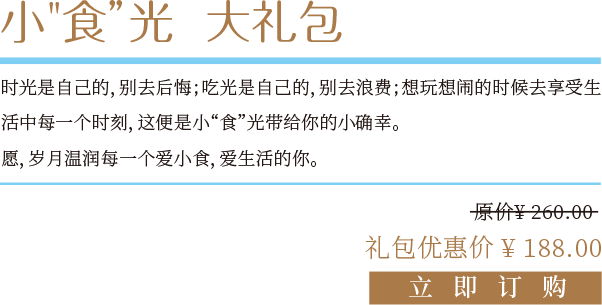 小"食”光 大礼包
时光是自己的,别去后悔;吃光是自己的,别去浪费;想玩想闹的时候去享受生
活中每一个时刻,这便是小“食”光带给你的小确幸。
愿,岁月温润每一个爱小食,爱生活的你。
原价¥ 260.00
礼包优惠价 ¥ 188.00
立即订购